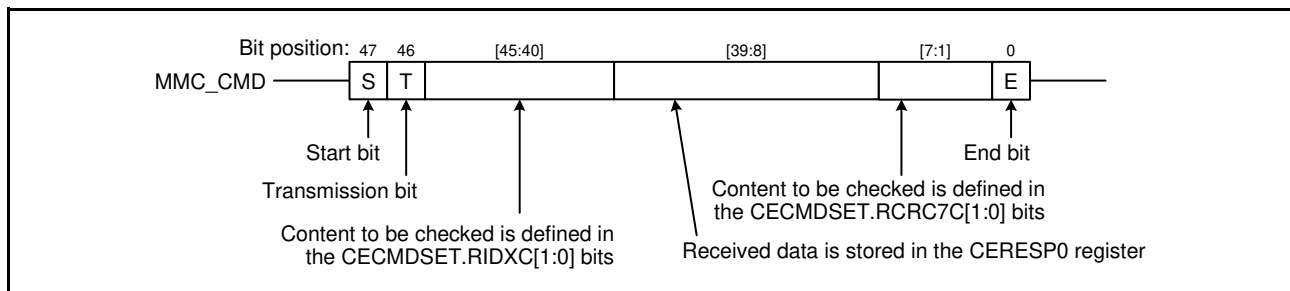 Bit position: 47 46 [45:40] [39:8] [7:1] 0
MMC_CMD S T E
Start bit End bit
Transmission bit
Content to be checked is defined in
the CECMDSET.RCRC7C[1:0] bits
Content to be checked is defined in
the CECMDSET.RIDXC[1:0] bits
Received data is stored in the CERESP0 register